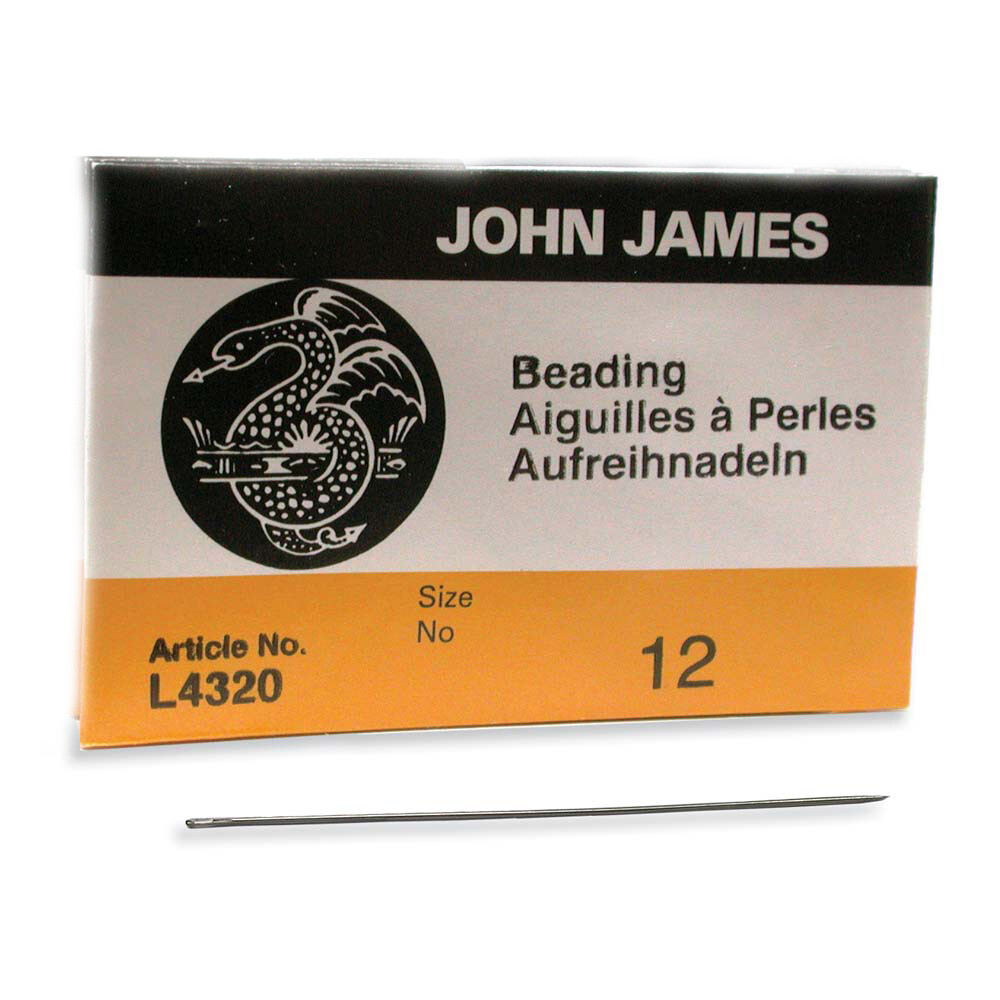 JOHN JAMES
Beading
Aiguilles à Perles
Aufreihnadeln
Size
No
12
Article No.
L4320